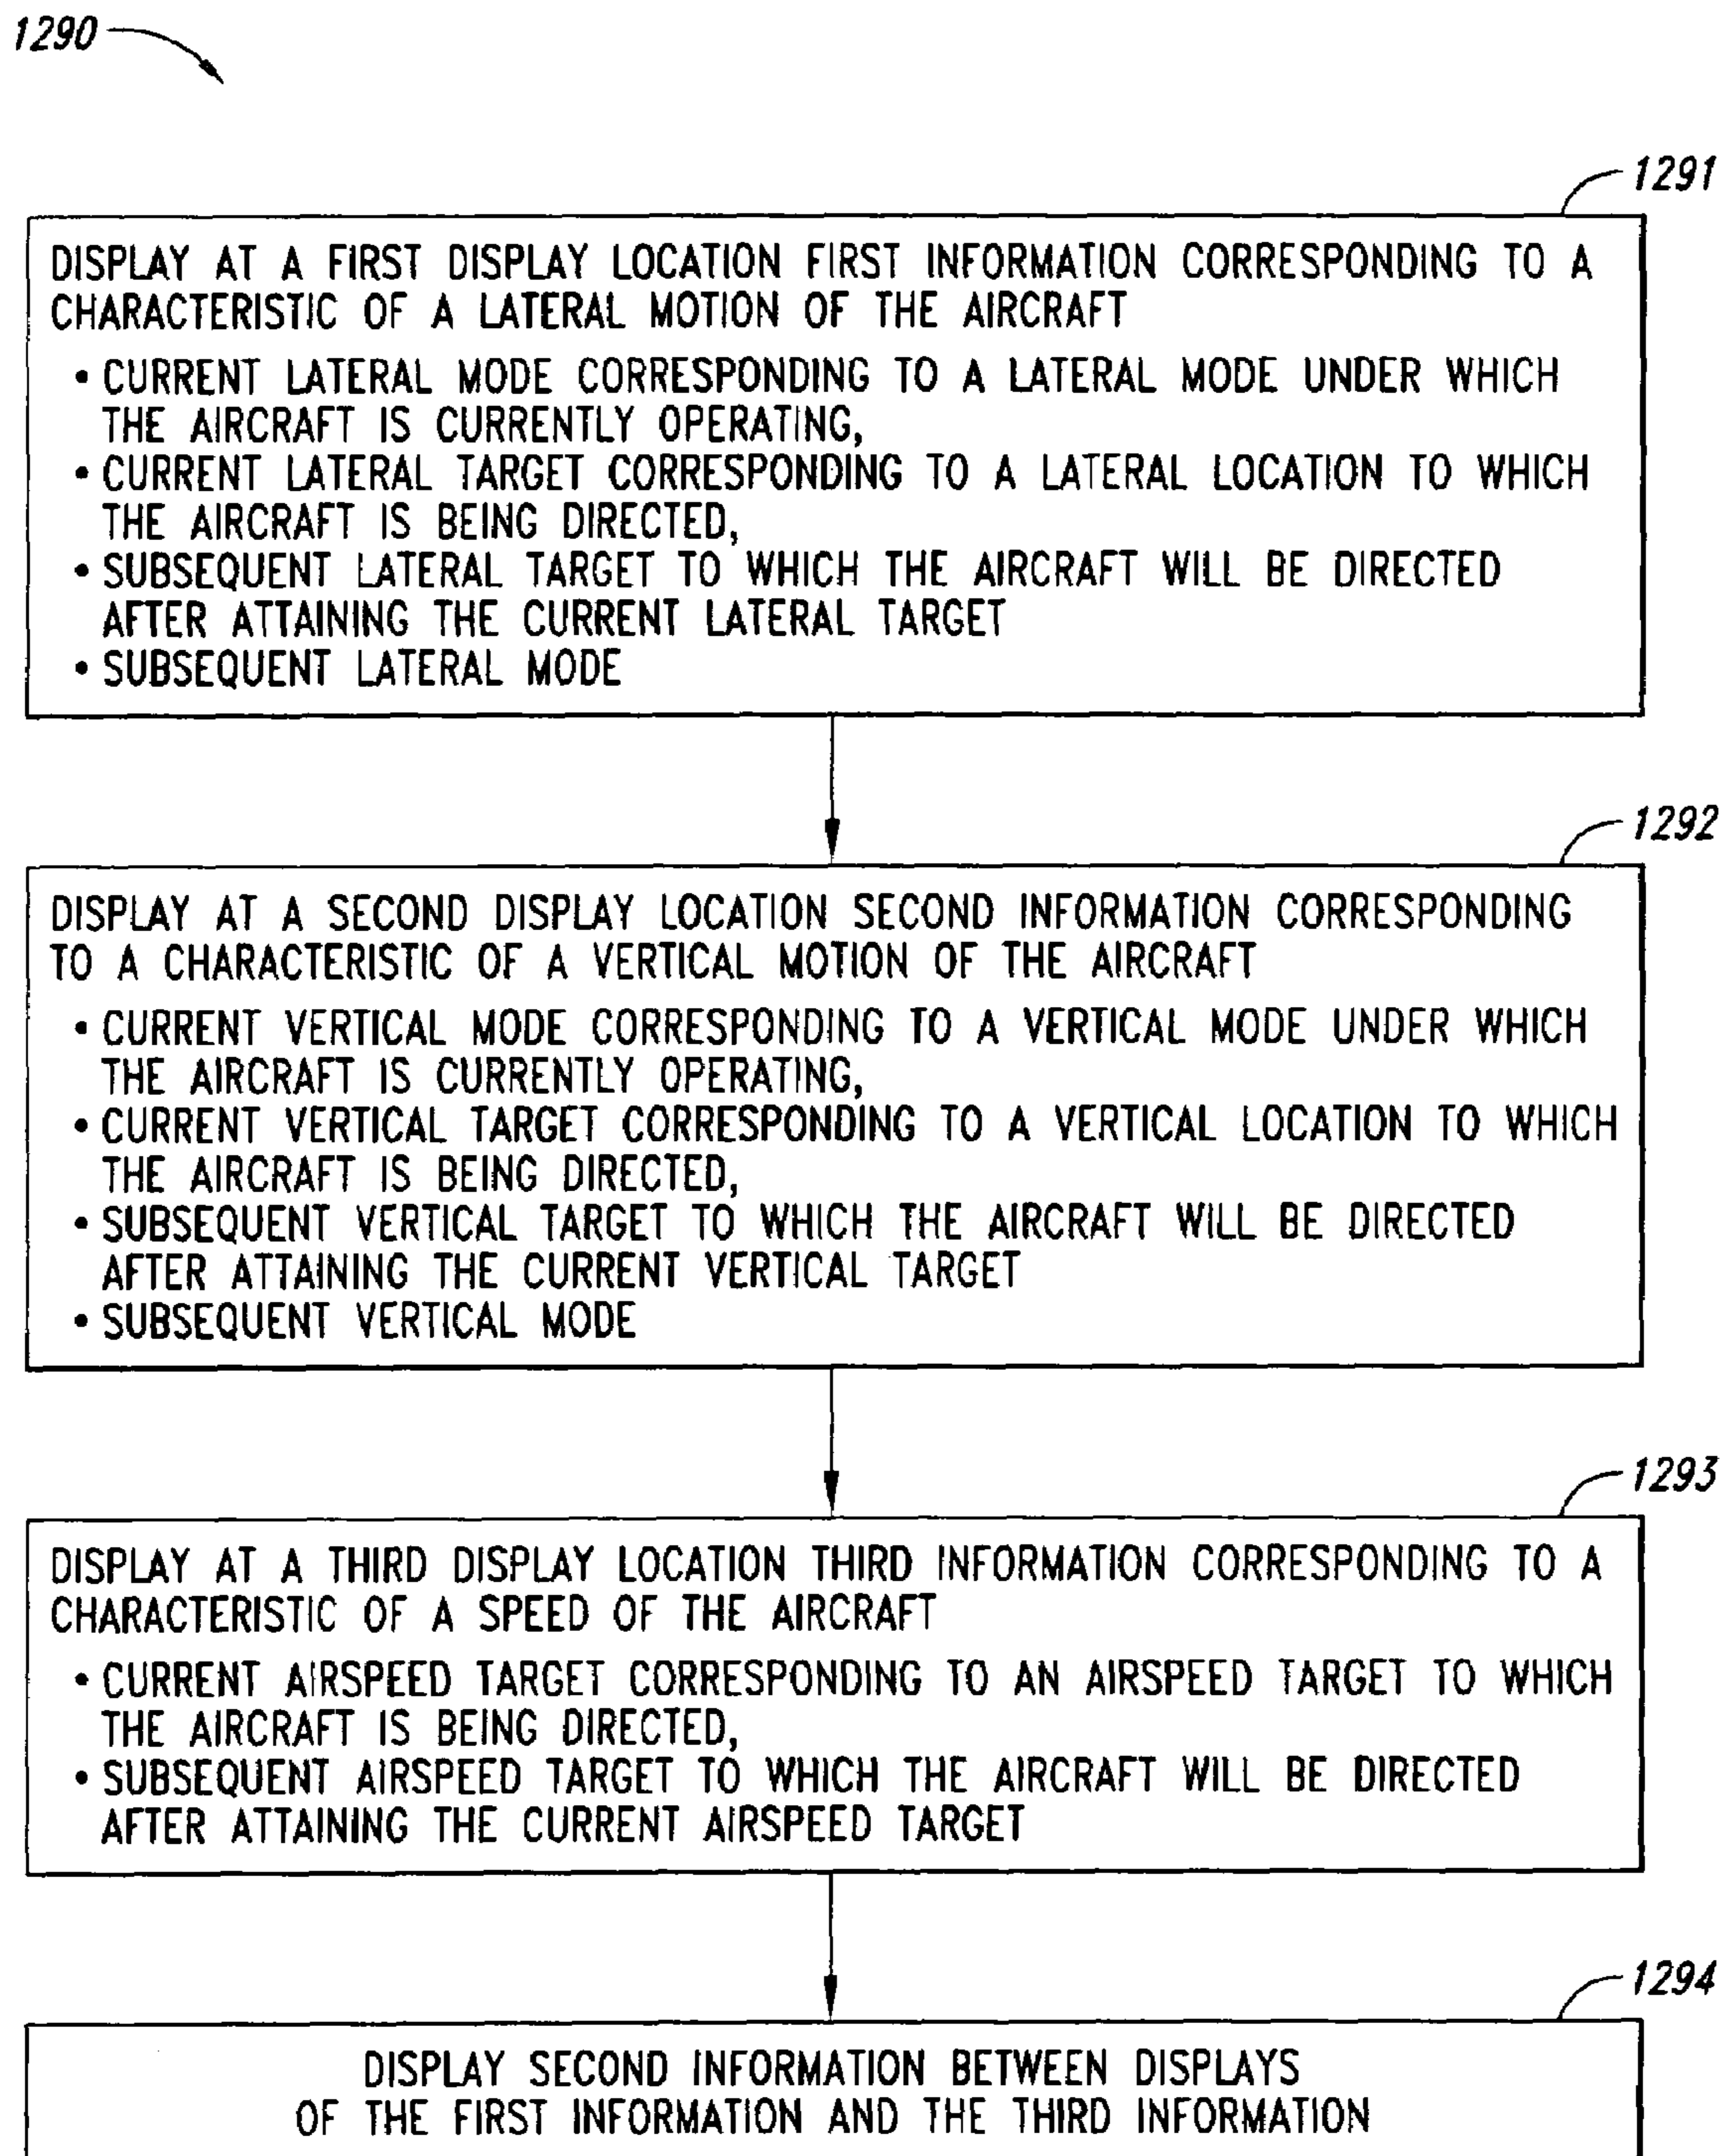 1290
1291
DISPLAY AT A FIRST DISPLAY LOCATION FIRST INFORMATION CORRESPONDING TO A
CHARACTERISTIC OF A LATERAL MOTION OF THE AIRCRAFT
• CURRENT LATERAL MODE CORRESPONDING TO A LATERAL MODE UNDER WHICH
THE AIRCRAFT IS CURRENTLY OPERATING,
• CURRENT LATERAL TARGET CORRESPONDING TO A LATERAL LOCATION TO WHICH
THE AIRCRAFT IS BEING DIRECTED,
• SUBSEQUENT LATERAL TARGET TO WHICH THE AIRCRAFT WILL BE DIRECTED
AFTER ATTAINING THE CURRENT LATERAL TARGET
• SUBSEQUENT LATERAL MODE
1292
DISPLAY AT A SECOND DISPLAY LOCATION SECOND INFORMATION CORRESPONDING
TO A CHARACTERISTIC OF A VERTICAL MOTION OF THE AIRCRAFT
• CURRENT VERTICAL MODE CORRESPONDING TO A VERTICAL MODE UNDER WHICH
THE AIRCRAFT IS CURRENTLY OPERATING,
• CURRENT VERTICAL TARGET CORRESPONDING TO A VERTICAL LOCATION TO WHICH
THE AIRCRAFT IS BEING DIRECTED,
• SUBSEQUENT VERTICAL TARGET TO WHICH THE AIRCRAFT WILL BE DIRECTED
AFTER ATTAINING THE CURRENT VERTICAL TARGET
• SUBSEQUENT VERTICAL MODE
1293
DISPLAY AT A THIRD DISPLAY LOCATION THIRD INFORMATION CORRESPONDING TO A
CHARACTERISTIC OF A SPEED OF THE AIRCRAFT
• CURRENT AIRSPEED TARGET CORRESPONDING TO AN AIRSPEED TARGET TO WHICH
THE AIRCRAFT IS BEING DIRECTED,
• SUBSEQUENT AIRSPEED TARGET TO WHICH THE AIRCRAFT WILL BE DIRECTED
AFTER ATTAINING THE CURRENT AIRSPEED TARGET
1294
DISPLAY SECOND INFORMATION BETWEEN DISPLAYS
OF THE FIRST INFORMATION AND THE THIRD INFORMATION